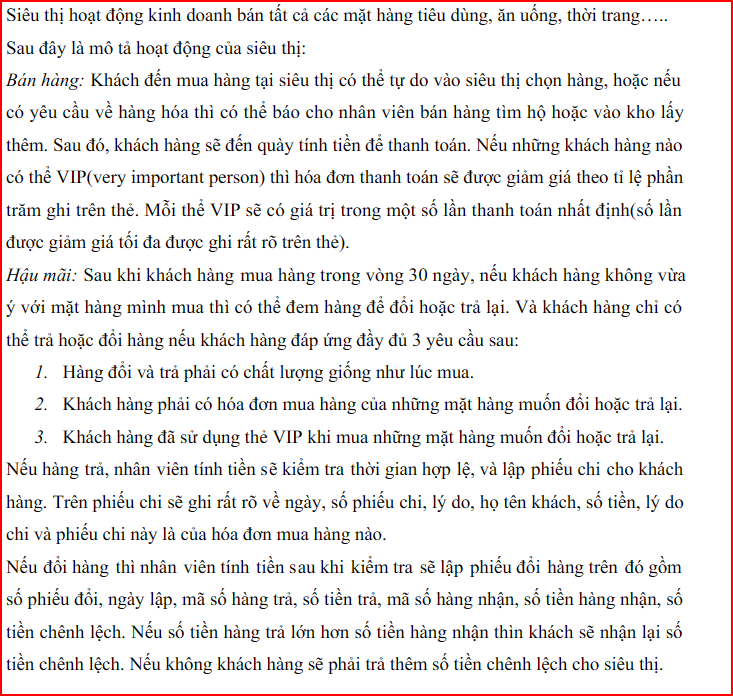 Siêu thị hoạt động kinh doanh bán tất cả các mặt hàng tiêu dùng, ăn uống, thời trang…..
Sau đây là mô tả hoạt động của siêu thị:
Bán hàng: Khách đến mua hàng tại siêu thị có thể tự do vào siêu thị chọn hàng, hoặc nếu
có yêu cầu về hàng hóa thì có thể báo cho nhân viên bán hàng tìm hộ hoặc vào kho lấy
thêm. Sau đó, khách hàng sẽ đến quày tính tiền để thanh toán. Nếu những khách hàng nào
có thể VIP(very important person) thì hóa đơn thanh toán sẽ được giảm giá theo tỉ lệ phần
trăm ghi trên thẻ. Mỗi thể VIP sẽ có giá trị trong một số lần thanh toán nhất định(số lần
được giảm giá tối đa được ghi rất rõ trên thẻ).
Hậu mãi: Sau khi khách hàng mua hàng trong vòng 30 ngày, nếu khách hàng không vừa
ý với mặt hàng mình mua thì có thể đem hàng để đổi hoặc trả lại. Và khách hàng chỉ có
thể trả hoặc đổi hàng nếu khách hàng đáp ứng đầy đủ 3 yêu cầu sau:
1. Hàng đổi và trả phải có chất lượng giống như lúc mua.
2. Khách hàng phải có hóa đơn mua hàng của những mặt hàng muốn đổi hoặc trả lại.
3. Khách hàng đã sử dụng thẻ VIP khi mua những mặt hàng muốn đổi hoặc trả lại.
Nếu hàng trả, nhân viên tính tiền sẽ kiểm tra thời gian hợp lệ, và lập phiếu chi cho khách
hàng. Trên phiếu chi sẽ ghi rất rõ về ngày, số phiếu chi, lý do, họ tên khách, số tiền, lý do
chi và phiếu chi này là của hóa đơn mua hàng nào.
Nếu đổi hàng thì nhân viên tính tiền sau khi kiểm tra sẽ lập phiếu đổi hàng trên đó gồm
số phiếu đổi, ngày lập, mã số hàng trả, số tiền trả, mã số hàng nhận, số tiền hàng nhận, số
tiền chênh lệch. Nếu số tiền hàng trả lớn hơn số tiền hàng nhận thìn khách sẽ nhận lại số
tiền chênh lệch. Nếu không khách hàng sẽ phải trả thêm số tiền chênh lệch cho siêu thị.